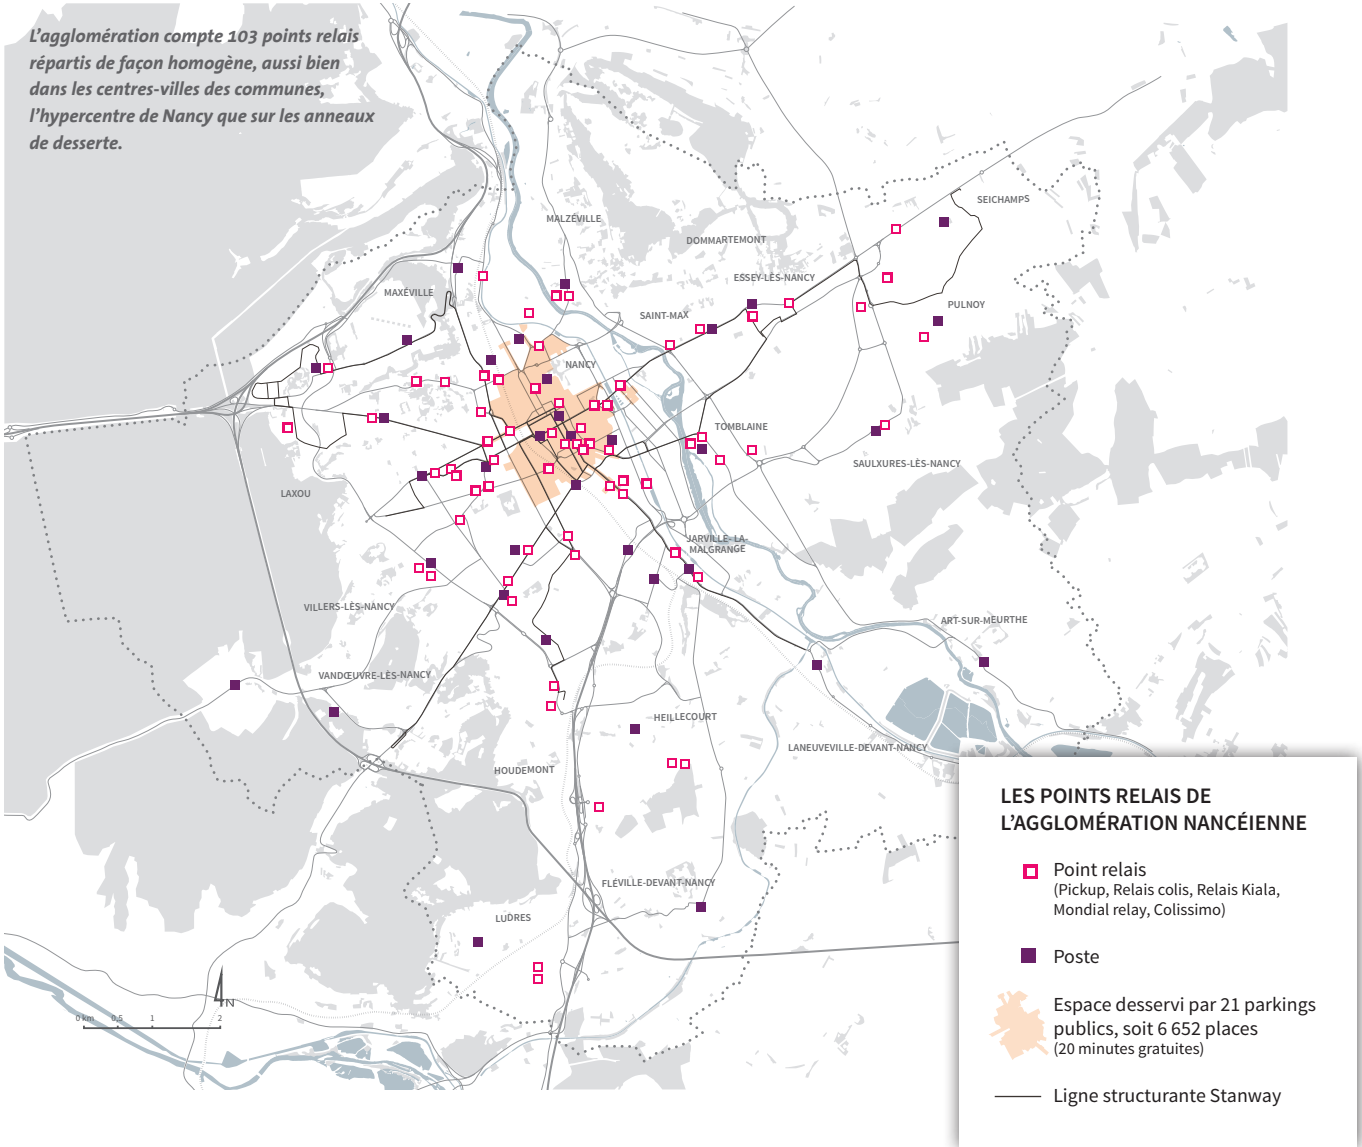 L'agglomération compte 103 points relais
répartis de façon homogène, aussi bien
dans les centres-villes des communes,
l'hypercentre de Nancy que sur les anneaux
de desserte.
SEICHAMPS
MALZÉVILLE
DOMMARTEMONT
ESSEY-LÈS-NANCY
MAXÉVILLE
PULNOY
SAINT-MAX
NANCY
TOMBLAINE
SAULXURES-LÈS-NANCY
LAXOU
JARVILLE-LA-
MALGRANGE
VILLERS-LÈS-NANCY
ART-SUR-MEURTHE
VANDŒUVRE-LÈS-NANCY
HEILLECOURT
LANEUVEVILLE-DEVANT-NANCY
HOUDEMONT
FLÉVILLE-DEVANT-NANCY
LUDRES
N
0 km 0,5 1 2
LES POINTS RELAIS DE
L'AGGLOMÉRATION NANCÉIENNE
Point relais
(Pickup, Relais colis, Relais Kiala,
Mondial relay, Colissimo)
Poste
Espace desservi par 21 parkings
publics, soit 6 652 places
(20 minutes gratuites)
Ligne structurante Stanway